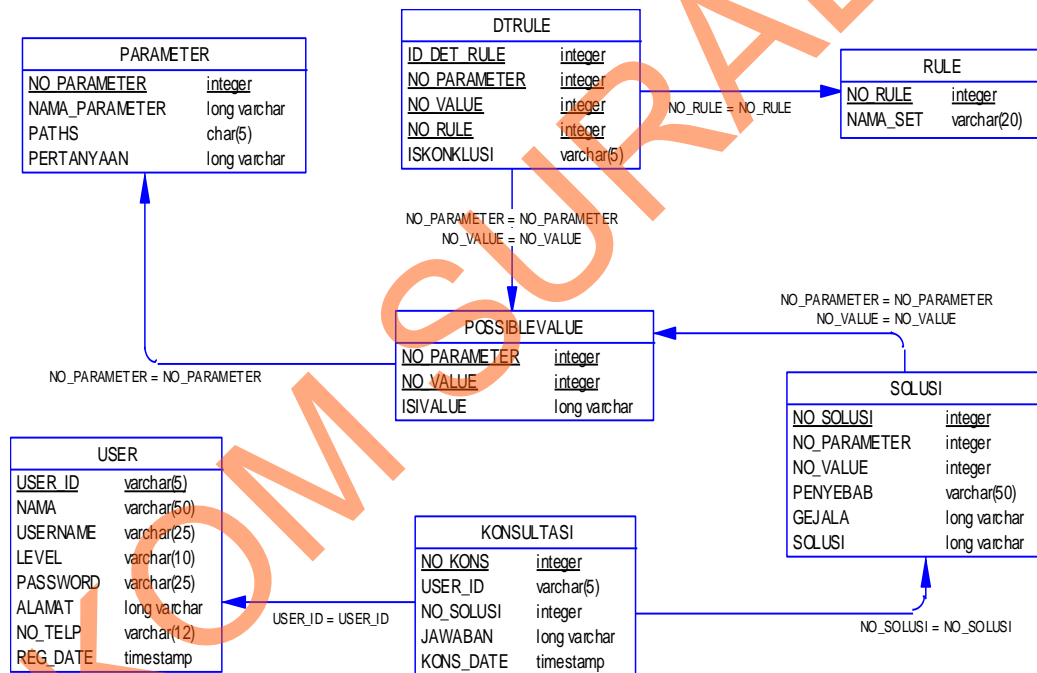 PARAMETER
NO_PARAMETER integer
NAMA_PARAMETER long varchar
PATHS char(5)
PERTANYAAN long varchar
DTRULE
ID_DET_RULE integer
NO_PARAMETER integer
NO_VALUE integer
NO_RULE integer
ISKONKLUSI varchar(5)
NO_RULE = NO_RULE
RULE
NO_RULE integer
NAMA_SET varchar(20)
NO_PARAMETER = NO_PARAMETER
NO_VALUE = NO_VALUE
NO_PARAMETER = NO_PARAMETER
POSSIBLEVALUE
NO_PARAMETER integer
NO_VALUE integer
ISIVALUE long varchar
NO_PARAMETER = NO_PARAMETER
NO_VALUE = NO_VALUE
SOLUSI
NO_SOLUSI integer
NO_PARAMETER integer
NO_VALUE integer
PENYEBAB varchar(50)
GEJALA long varchar
SOLUSI long varchar
USER
USER_ID varchar(5)
NAMA varchar(50)
USERNAME varchar(25)
LEVEL varchar(10)
PASSWORD varchar(25)
ALAMAT long varchar
NO_TELP varchar(12)
REG_DATE timestamp
USER_ID = USER_ID
KONSULTASI
NO_KONS integer
USER_ID varchar(5)
NO_SOLUSI integer
JAWABAN long varchar
KONS_DATE timestamp
NO_SOLUSI = NO_SOLUSI
KOM SURA